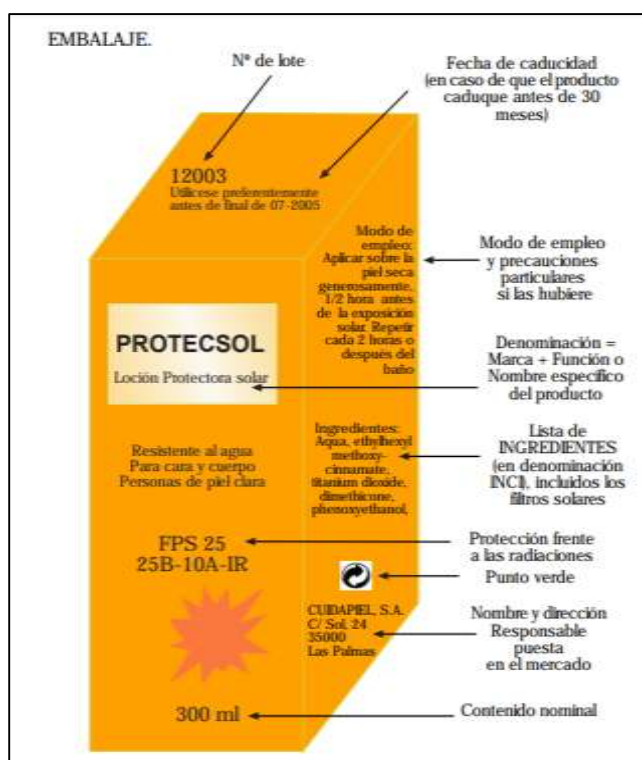 EMBALAJE.
Nº de lote
Fecha de caducidad
(en caso de que el producto
caduque antes de 30
meses)
12003
Utilícese preferentemente
antes de final de 07-2005
Modo de
empleo:
Aplicar sobre la
piel seca
generosamente,
1/2 hora antes
de la exposición
solar. Repetir
cada 2 horas o
después del
baño
Modo de empleo
y precauciones
particulares
si las hubiere
PROTECSOL
Loción Protectora solar
Denominación =
Marca + Función o
Nombre específico
del producto
Resistente al agua
Para cara y cuerpo
Personas de piel clara
Ingredientes:
Aqua, ethylhexyl
methoxy-
cinnamate,
titanium dioxide,
dimethicone,
phenoxyethanol,
Lista de
INGREDIENTES
(en denominación
INCI), incluidos los
filtros solares
FPS 25
25B-10A-IR
Protección frente
a las radiaciones
Punto verde
CUIDAPIEL, S.A.
C/ Sol, 24
35000
Las Palmas
Nombre y dirección
Responsable
puesta
en el mercado
300 ml
Contenido nominal